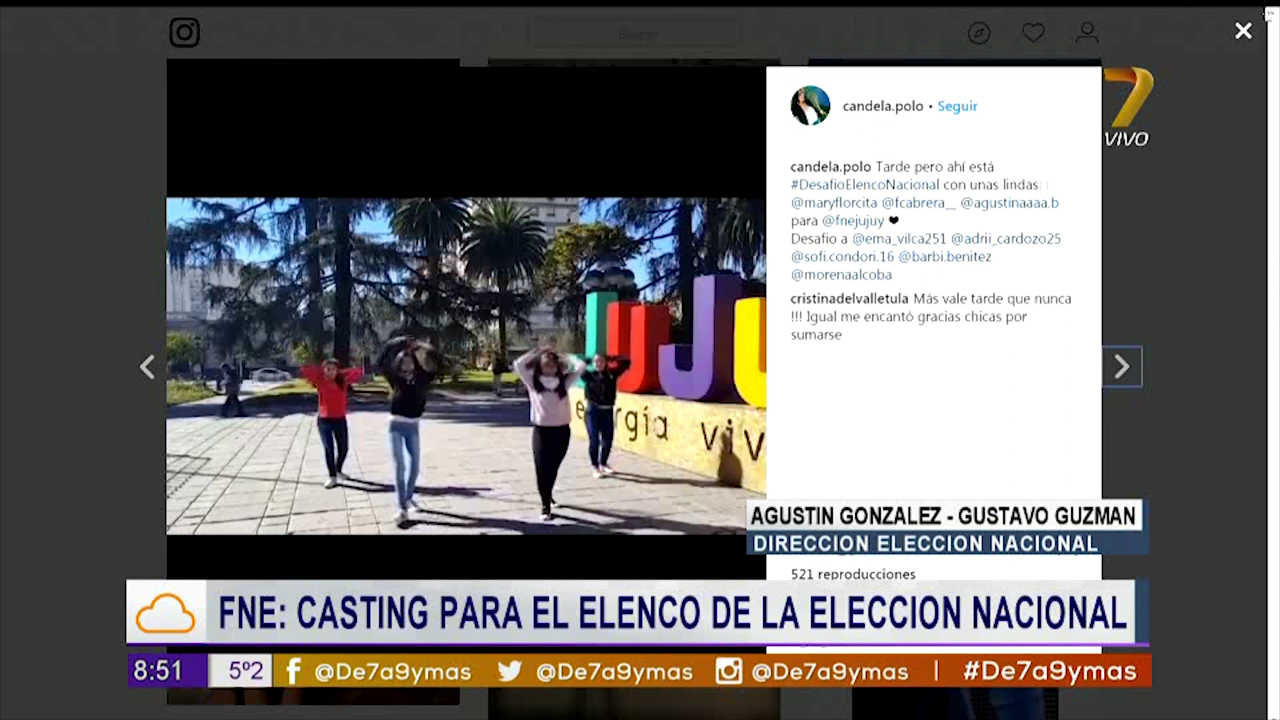 candela.polo • Seguir
7
VIVO
candela.polo Tarde pero ahí está
#DesafioElencoNacional con unas lindas
@maryflorcita @fcabrera__ @agustinaaaa.b
para @fnejujuy ❤
Desafio a @ema_vilca251 @adrii_cardozo25
@sofi.condori.16 @barbi.benitez
@morenaalcoba
cristinadelvalletula Más vale tarde que nunca
!!! Igual me encantó gracias chicas por
sumarse
JUJU
energía viv
AGUSTIN GONZALEZ - GUSTAVO GUZMAN
DIRECCION ELECCION NACIONAL
521 reproducciones
FNE: CASTING PARA EL ELENCO DE LA ELECCION NACIONAL
8:51 5º2 @De7a9ymas @De7a9ymas @De7a9ymas | #De7a9ymas